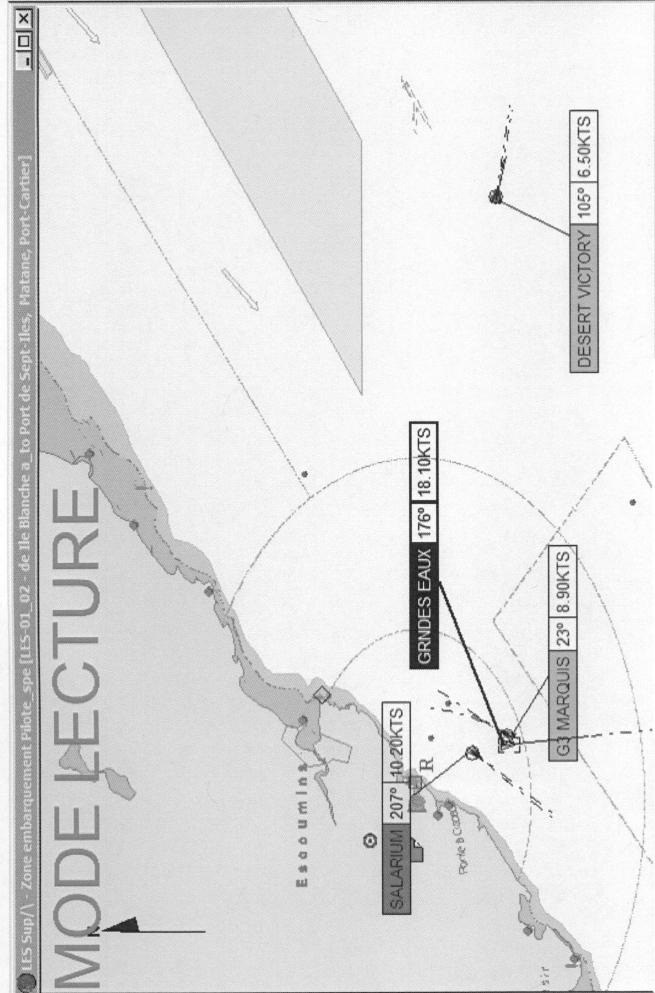 LES Sup/\ - Zone embarquement Pilote_spe [LES-01_02 - de Ile Blanche a_to Port de Sept-Iles, Matane, Port-Cartier]
MODE LECTURE
N
Escoumins
SALARIUM 207° 10.20KTS
R
GRNDES EAUX 176° 18.10KTS
G3 MARQUIS 23° 8.90KTS
DESERT VICTORY 105° 6.50KTS